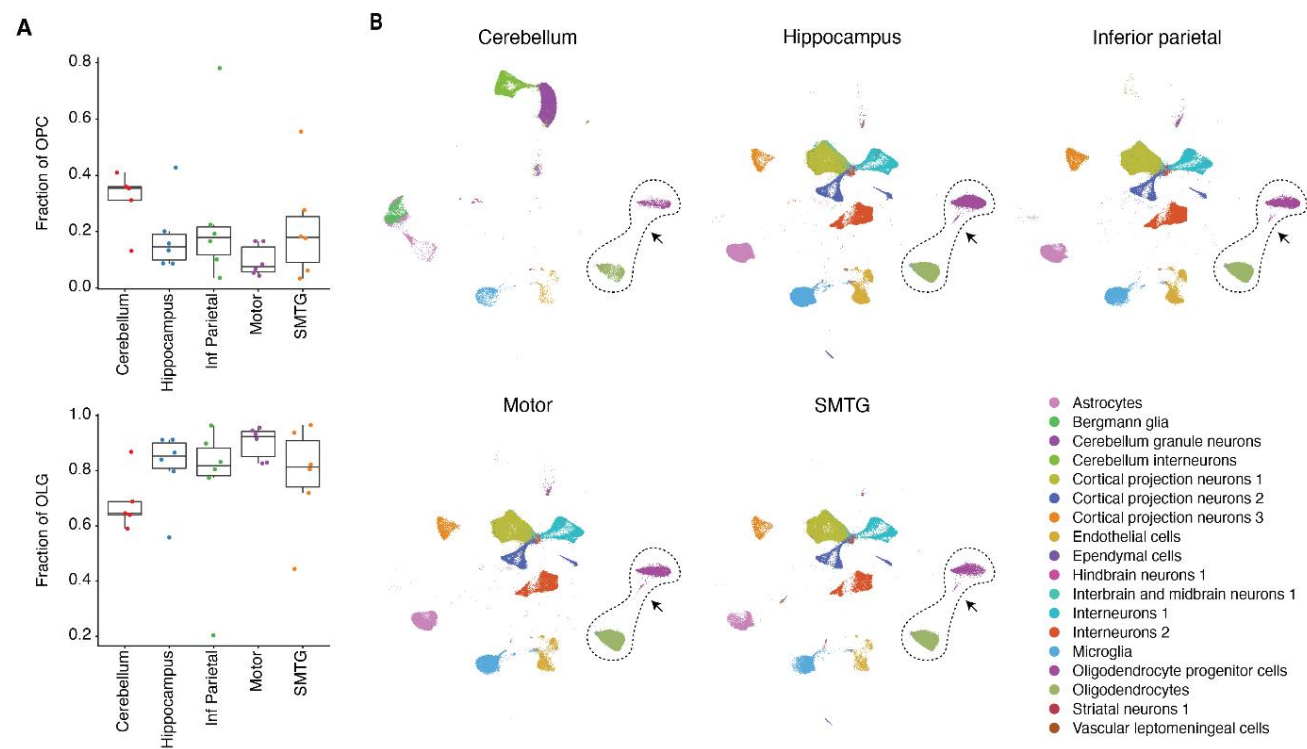 A
Fraction of OPC
0.8
0.6
0.4
0.2
0.0
Cerebellum
Hippocampus
Inf Parietal
Motor
SMTG
Fraction of OLG
1.0
0.8
0.6
0.4
0.2
Cerebellum
Hippocampus
Inf Parietal
Motor
SMTG
B
Cerebellum
Hippocampus
Inferior parietal
Motor
SMTG
Astrocytes
Bergmann glia
Cerebellum granule neurons
Cerebellum interneurons
Cortical projection neurons 1
Cortical projection neurons 2
Cortical projection neurons 3
Endothelial cells
Ependymal cells
Hindbrain neurons 1
Interbrain and midbrain neurons 1
Interneurons 1
Interneurons 2
Microglia
Oligodendrocyte progenitor cells
Oligodendrocytes
Striatal neurons 1
Vascular leptomeningeal cells